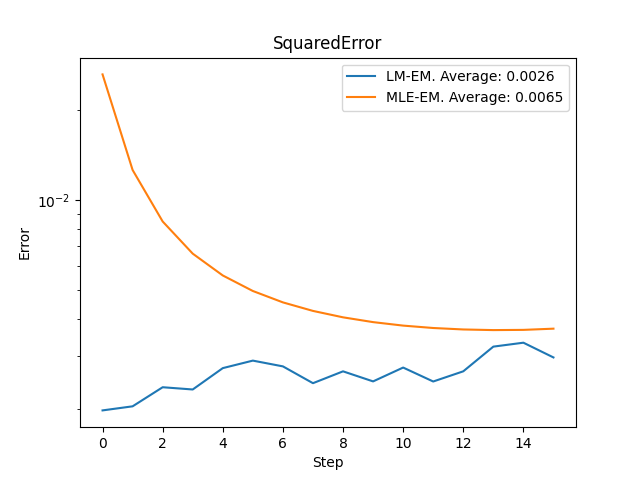 SquaredError
LM-EM. Average: 0.0026
MLE-EM. Average: 0.0065
10⁻²
Error
0 2 4 6 8 10 12 14
Step